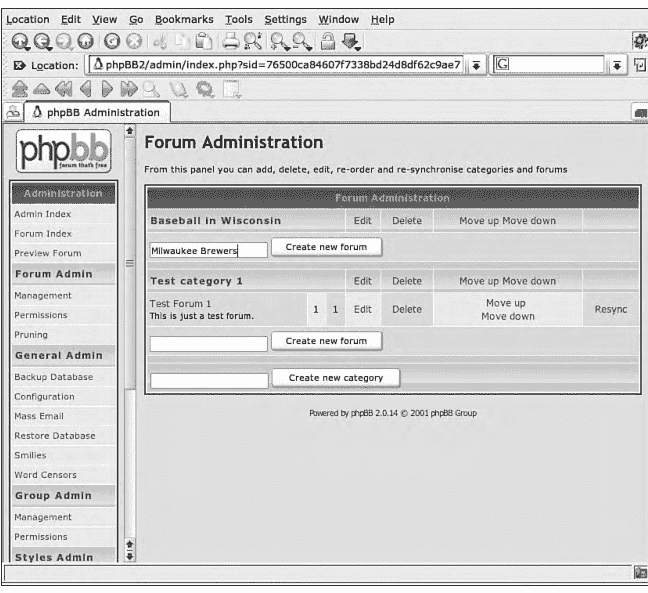 Location Edit View Go Bookmarks Tools Settings Window Help
Location: phpBB2/admin/index.php?sid=76500ca84607f7338bd24d8df62c9ae7 G
phpBB Administration
phpbb
forum that's free
Administration
Admin Index
Forum Index
Preview Forum
Forum Admin
Management
Permissions
Pruning
General Admin
Backup Database
Configuration
Mass Email
Restore Database
Smilies
Word Censors
Group Admin
Management
Permissions
Styles Admin
Forum Administration
From this panel you can add, delete, edit, re-order and re-synchronise categories and forums
Forum Administration
Baseball in Wisconsin Edit Delete Move up Move down
Milwaukee Brewers Create new forum
Test category 1 Edit Delete Move up Move down
Test Forum 1
This is just a test forum. 1 1 Edit Delete Move up Move down Resync
Create new forum
Create new category
Powered by phpBB 2.0.14 © 2001 phpBB Group